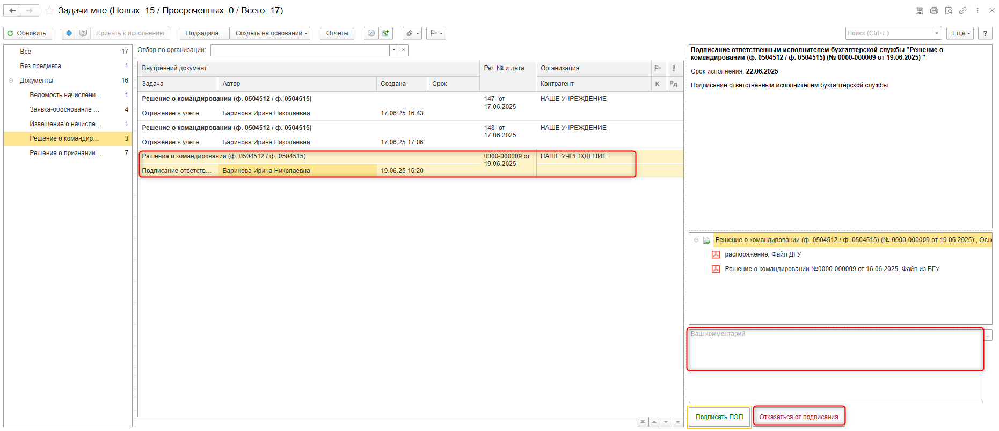 Задачи мне (Новых: 15 / Просроченных: 0 / Всего: 17)
Обновить
Принять к исполнению
Подзадача...
Создать на основании
Отчеты
Поиск (Ctrl+F)
×
Еще
?
Все 17
Без предмета 1
Документы 16
Ведомость начислени... 1
Заявка-обоснование ... 4
Извещение о начисле... 1
Решение о командир... 3
Решение о признании... 7
Отбор по организации:
×
Внутренний документ
Рег. № и дата
Организация
Задача
Автор
Создана
Срок
Контрагент
К
Рд
Решение о командировании (ф. 0504512 / ф. 0504515)
147- от
17.06.2025
НАШЕ УЧРЕЖДЕНИЕ
Отражение в учете
Баринова Ирина Николаевна
17.06.25 16:43
Решение о командировании (ф. 0504512 / ф. 0504515)
148- от
17.06.2025
НАШЕ УЧРЕЖДЕНИЕ
Отражение в учете
Баринова Ирина Николаевна
17.06.25 17:06
Решение о командировании (ф. 0504512 / ф. 0504515)
0000-000009 от
19.06.2025
НАШЕ УЧРЕЖДЕНИЕ
Подписание ответств...
Баринова Ирина Николаевна
19.06.25 16:20
Подписание ответственным исполнителем бухгалтерской службы "Решение о
командировании (ф. 0504512 / ф. 0504515) (№ 0000-000009 от 19.06.2025) "
Срок исполнения: 22.06.2025
Подписание ответственным исполнителем бухгалтерской службы
Решение о командировании (ф. 0504512 / ф. 0504515) (№ 0000-000009 от 19.06.2025) , Осно
распоряжение, Файл ДГУ
Решение о командировании №0000-000009 от 16.06.2025, Файл из БГУ
Ваш комментарий
...
Подписать ПЭП
Отказаться от подписания